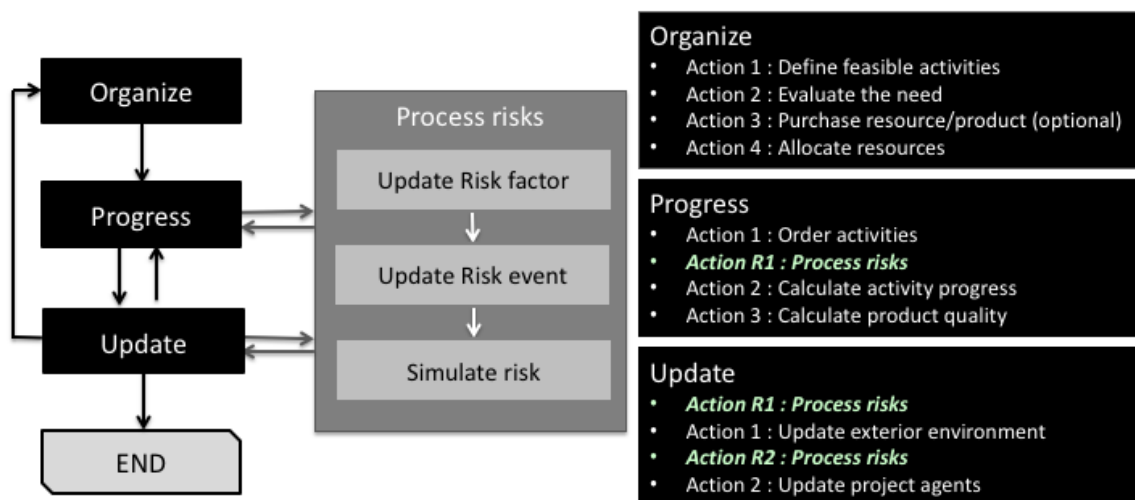 Organize
Progress
Update
END
Process risks
Update Risk factor
Update Risk event
Simulate risk
Organize
• Action 1 : Define feasible activities
• Action 2 : Evaluate the need
• Action 3 : Purchase resource/product (optional)
• Action 4 : Allocate resources
Progress
• Action 1 : Order activities
• Action R1 : Process risks
• Action 2 : Calculate activity progress
• Action 3 : Calculate product quality
Update
• Action R1 : Process risks
• Action 1 : Update exterior environment
• Action R2 : Process risks
• Action 2 : Update project agents